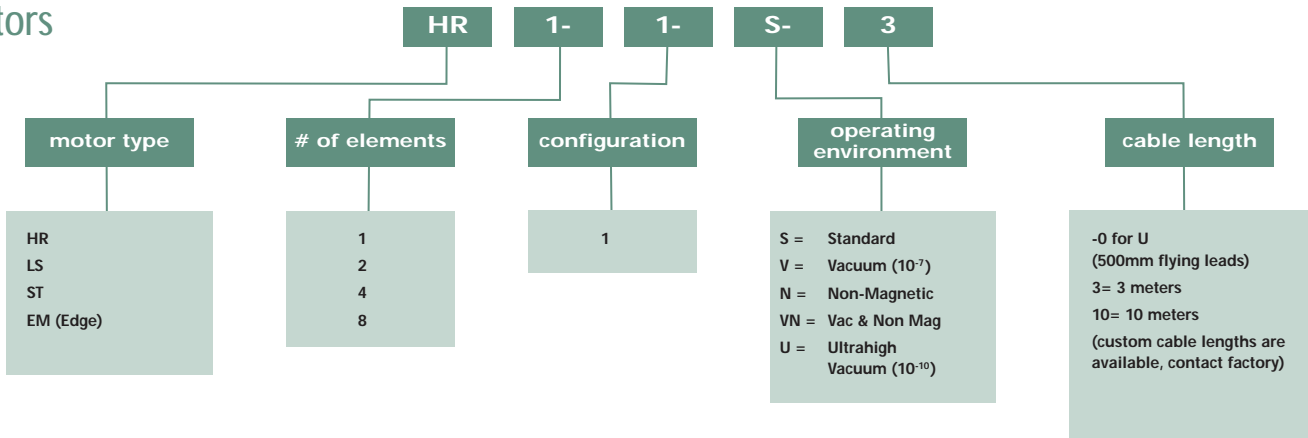 tors
HR 1- 1- S- 3
motor type
# of elements
configuration
operating
environment
cable length
HR
LS
ST
EM (Edge)
1
2
4
8
1
S = Standard
V = Vacuum (10⁻⁷)
N = Non-Magnetic
VN = Vac & Non Mag
U = Ultrahigh
Vacuum (10⁻¹⁰)
-0 for U
(500mm flying leads)
3= 3 meters
10= 10 meters
(custom cable lengths are
available, contact factory)